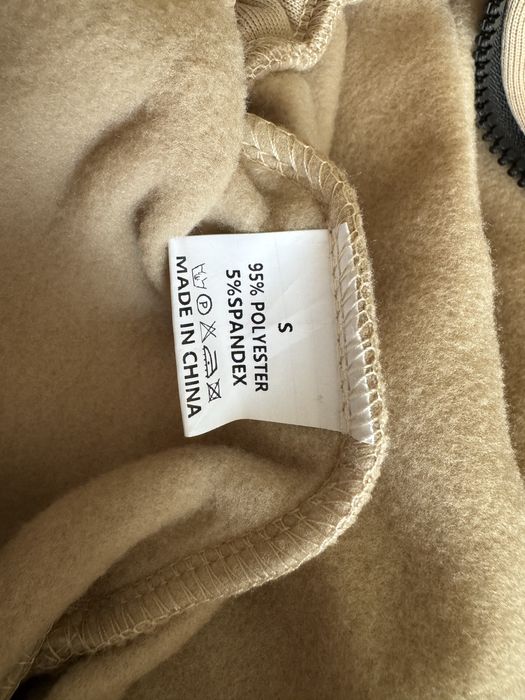 S
95% POLYESTER
5%SPANDEX
P
MADE IN CHINA